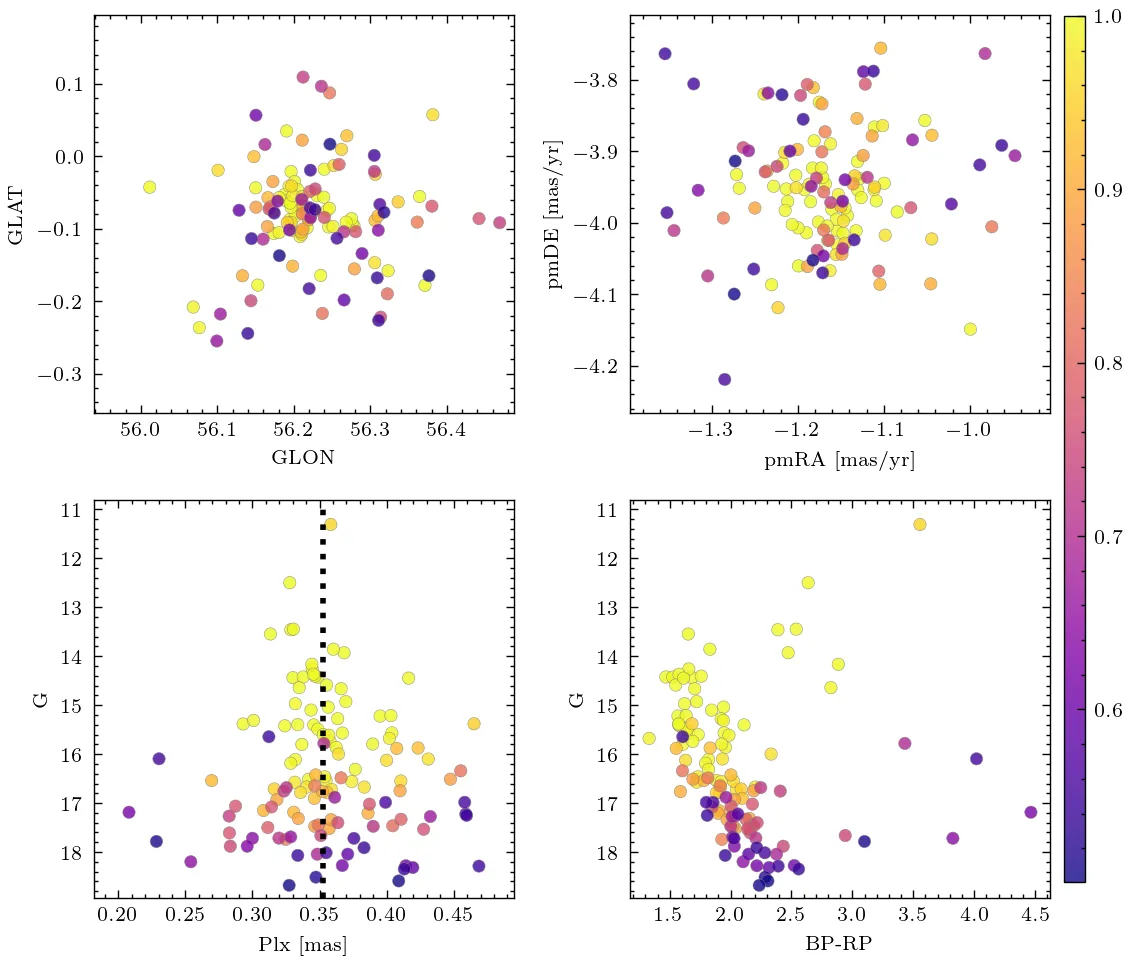 0.1
0.0
−0.1
−0.2
−0.3
GLAT
56.0 56.1 56.2 56.3 56.4
GLON
−3.8
−3.9
−4.0
−4.1
−4.2
pmDE [mas/yr]
−1.3 −1.2 −1.1 −1.0
pmRA [mas/yr]
1.0
0.9
0.8
0.7
0.6
11
12
13
14
15
16
17
18
G
0.20 0.25 0.30 0.35 0.40 0.45
Plx [mas]
11
12
13
14
15
16
17
18
G
1.5 2.0 2.5 3.0 3.5 4.0 4.5
BP-RP